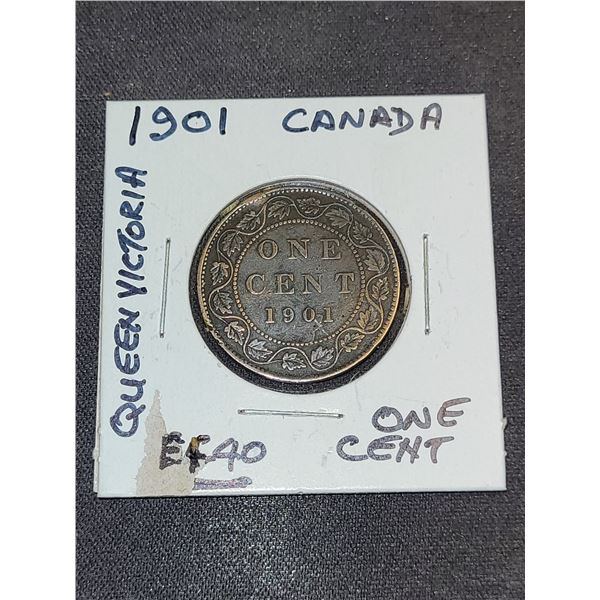 1901 CANADA
QUEEN VICTORIA
ONE
CENT
1901
EF40
ONE
CENT